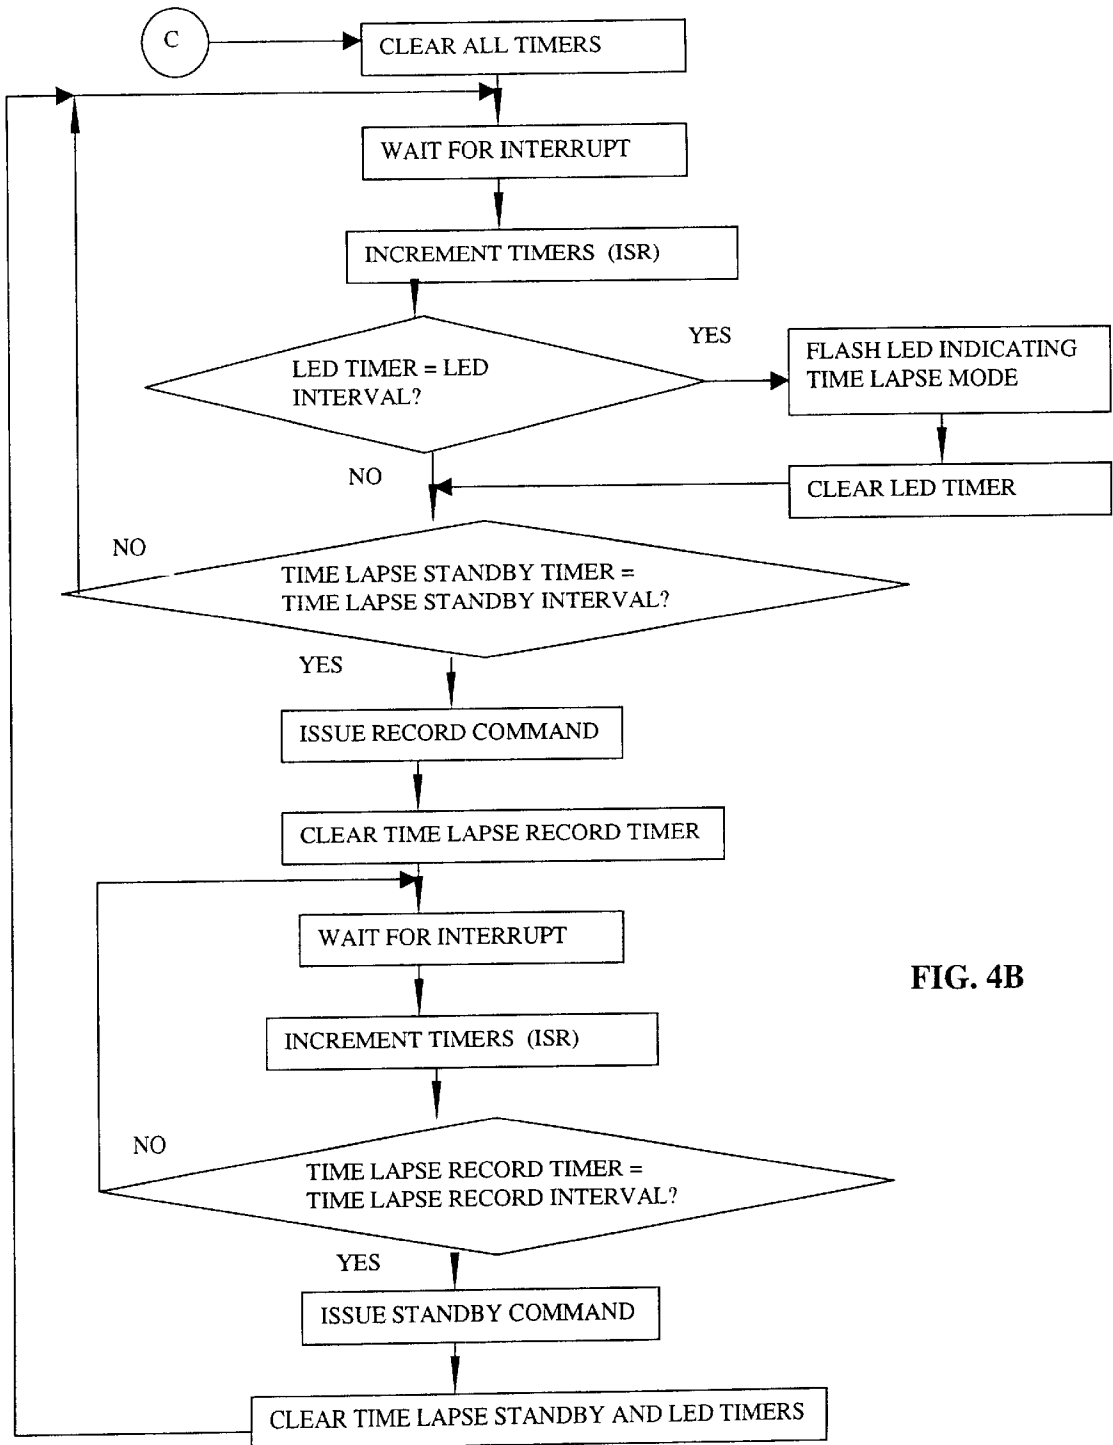 C
CLEAR ALL TIMERS
WAIT FOR INTERRUPT
INCREMENT TIMERS (ISR)
LED TIMER = LED
INTERVAL?
YES
FLASH LED INDICATING
TIME LAPSE MODE
NO
CLEAR LED TIMER
NO
TIME LAPSE STANDBY TIMER =
TIME LAPSE STANDBY INTERVAL?
YES
ISSUE RECORD COMMAND
CLEAR TIME LAPSE RECORD TIMER
WAIT FOR INTERRUPT
FIG. 4B
INCREMENT TIMERS (ISR)
NO
TIME LAPSE RECORD TIMER =
TIME LAPSE RECORD INTERVAL?
YES
ISSUE STANDBY COMMAND
CLEAR TIME LAPSE STANDBY AND LED TIMERS